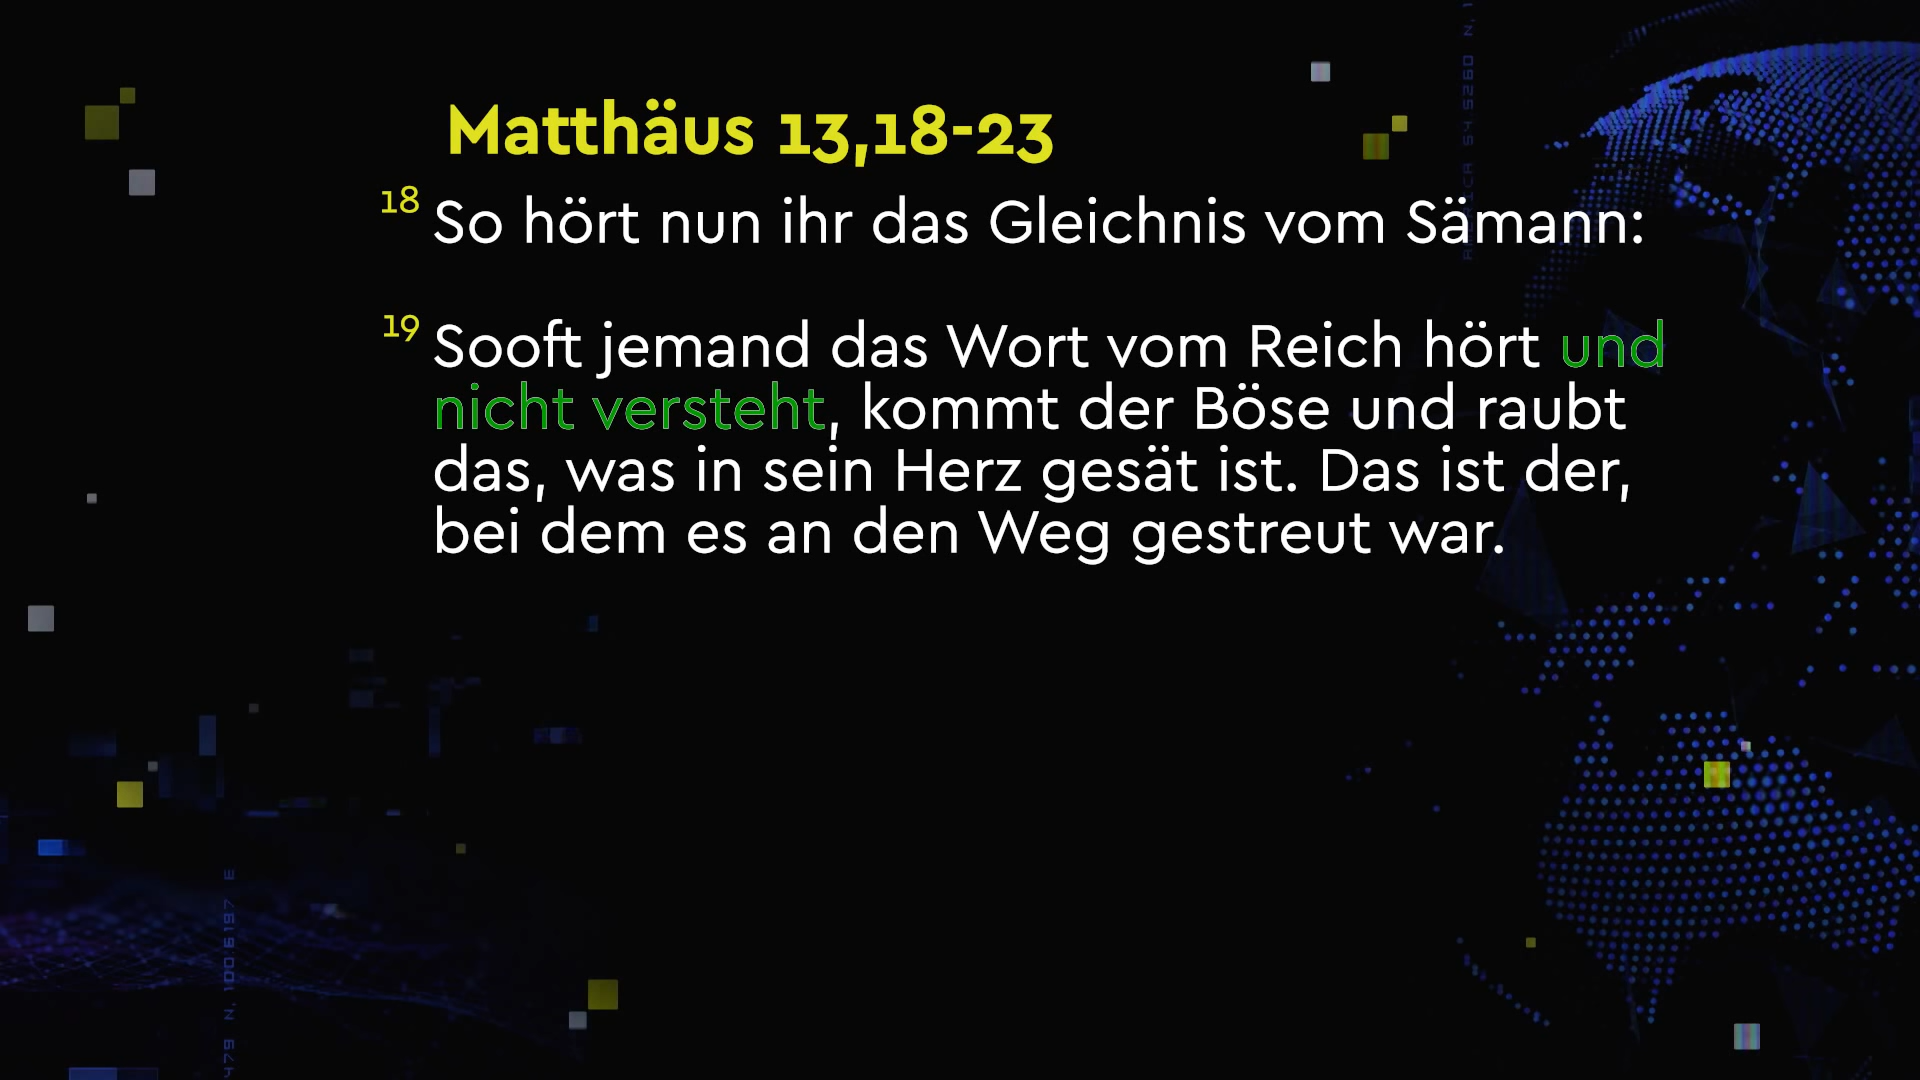 Matthäus 13,18-23
18 So hört nun ihr das Gleichnis vom Sämann:
19 Sooft jemand das Wort vom Reich hört und
nicht versteht, kommt der Böse und raubt
das, was in sein Herz gesät ist. Das ist der,
bei dem es an den Weg gestreut war.